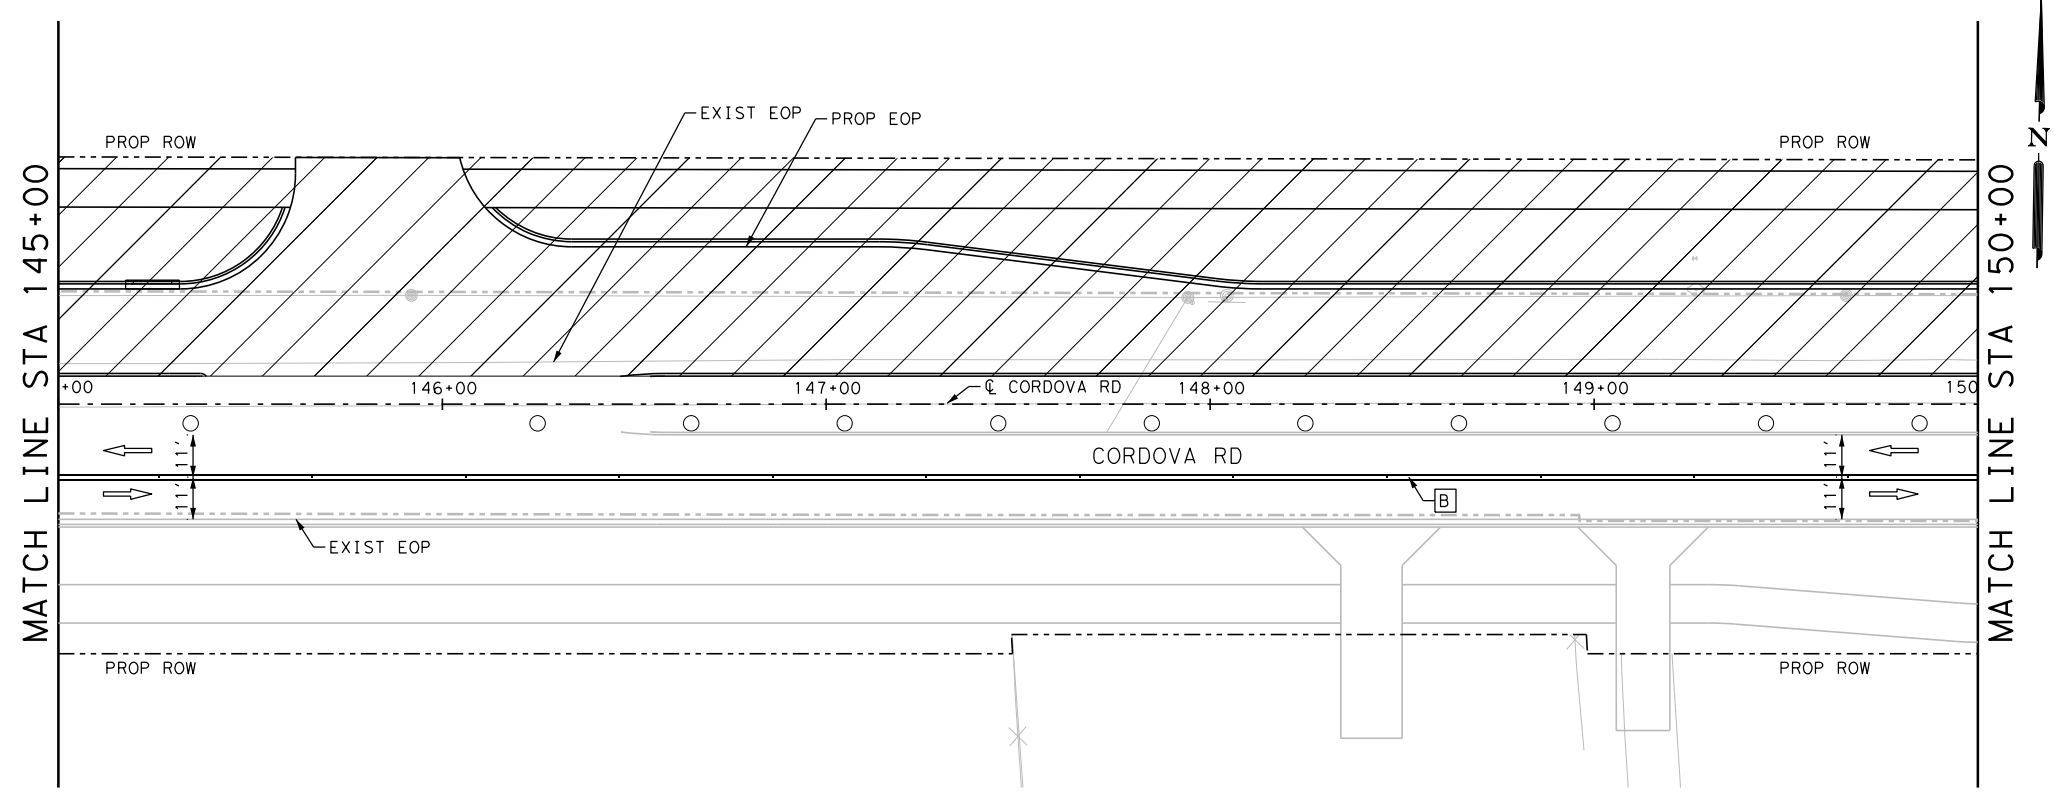 EXIST EOP
PROP EOP
PROP ROW
PROP ROW
N
MATCH LINE STA 145+00
MATCH LINE STA 150+00
+00
146+00
147+00
℄ CORDOVA RD
148+00
149+00
150
11'
CORDOVA RD
11'
11'
B
11'
EXIST EOP
PROP ROW
PROP ROW